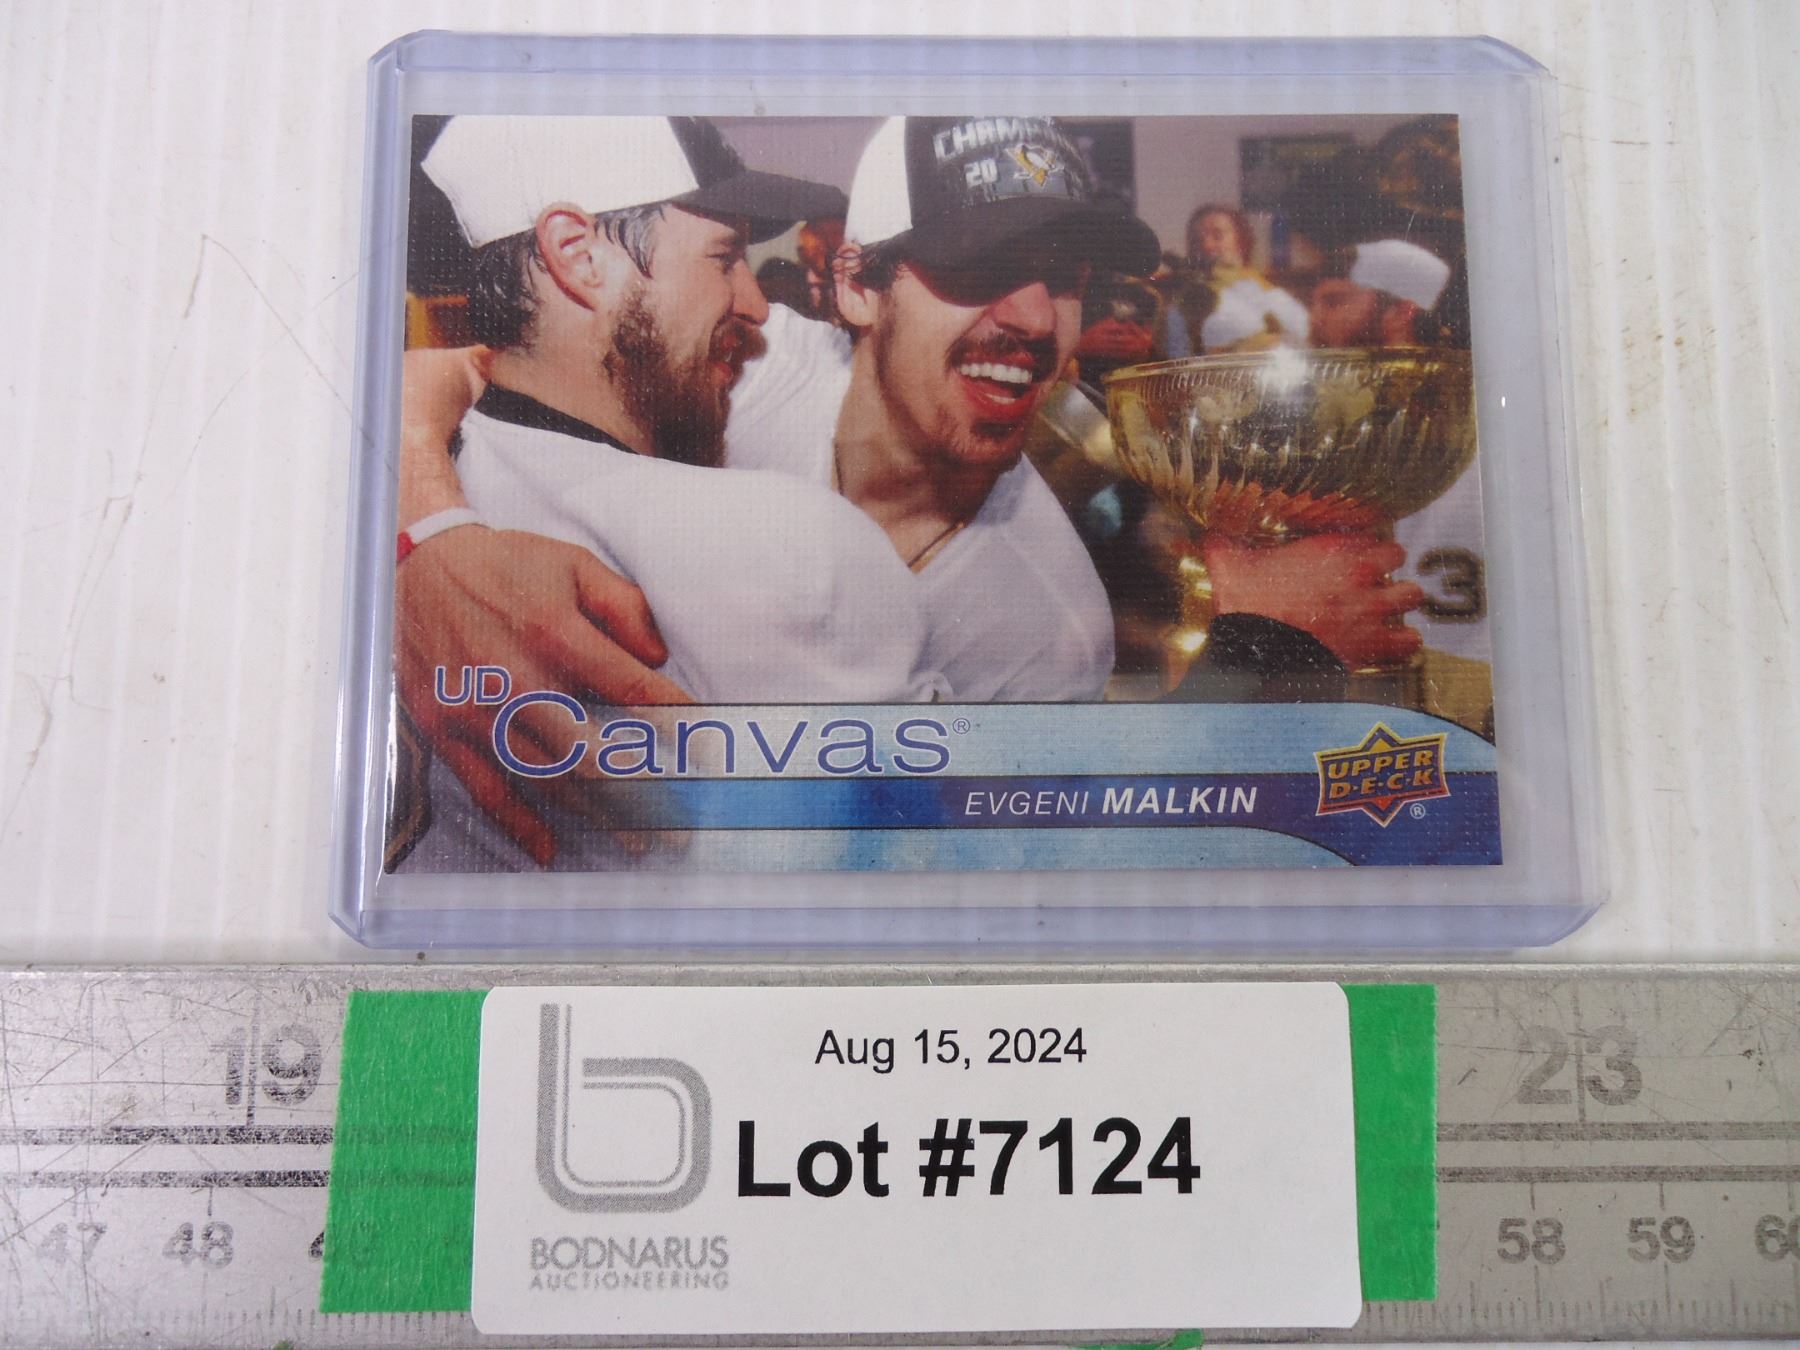 CHAMP
20
3
UD Canvas®
EVGENI MALKIN
UPPER
D·E·C·K
®
19 23
Aug 15, 2024
Lot #7124
BODNARUS
AUCTIONEERING
47 48 58 59 60